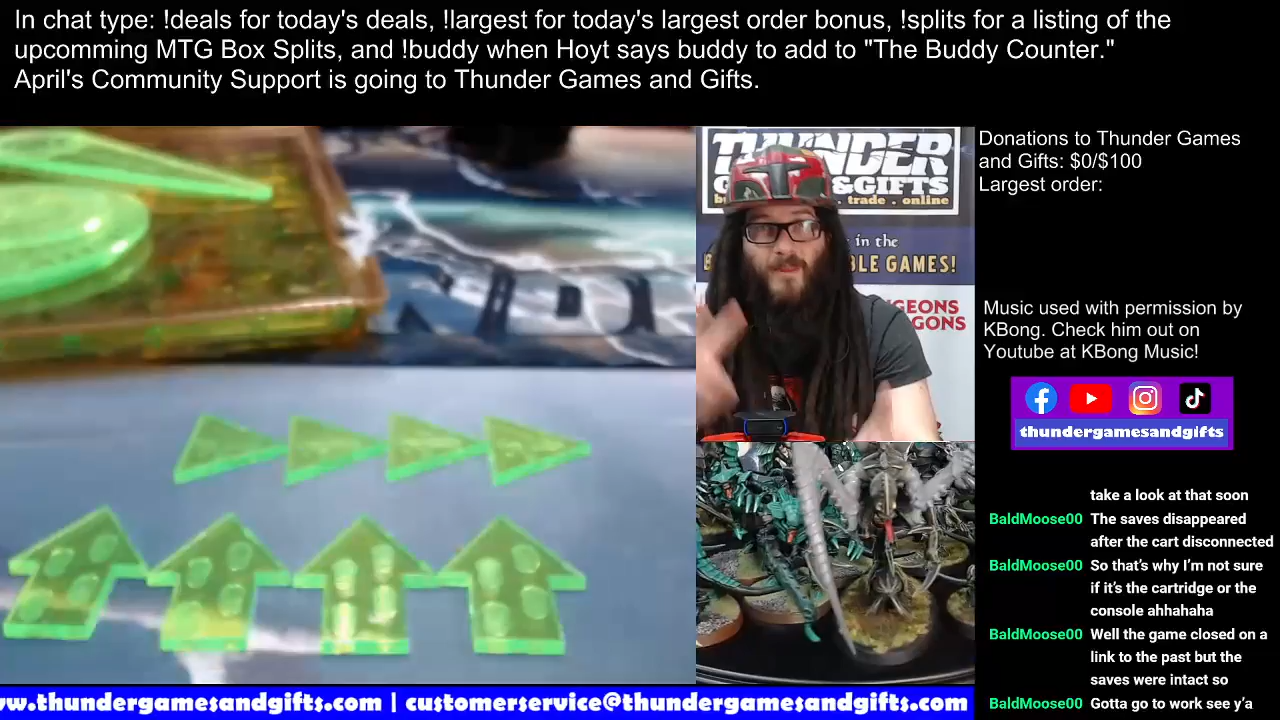 In chat type: !deals for today's deals, !largest for today's largest order bonus, !splits for a listing of the
upcomming MTG Box Splits, and !buddy when Hoyt says buddy to add to "The Buddy Counter."
April's Community Support is going to Thunder Games and Gifts.
THUNDER
&GIFTS
. trade . online
in the
BLE GAMES!
Donations to Thunder Games
and Gifts: $0/$100
Largest order:
Music used with permission by
KBong. Check him out on
Youtube at KBong Music!
thundergamesandgifts
take a look at that soon
BaldMoose00 The saves disappeared
after the cart disconnected
BaldMoose00 So that's why I'm not sure
if it's the cartridge or the
console ahhahaha
BaldMoose00 Well the game closed on a
link to the past but the
saves were intact so
BaldMoose00 Gotta go to work see y'a
w.thundergamesandgifts.com | customerservice@thundergamesandgifts.com